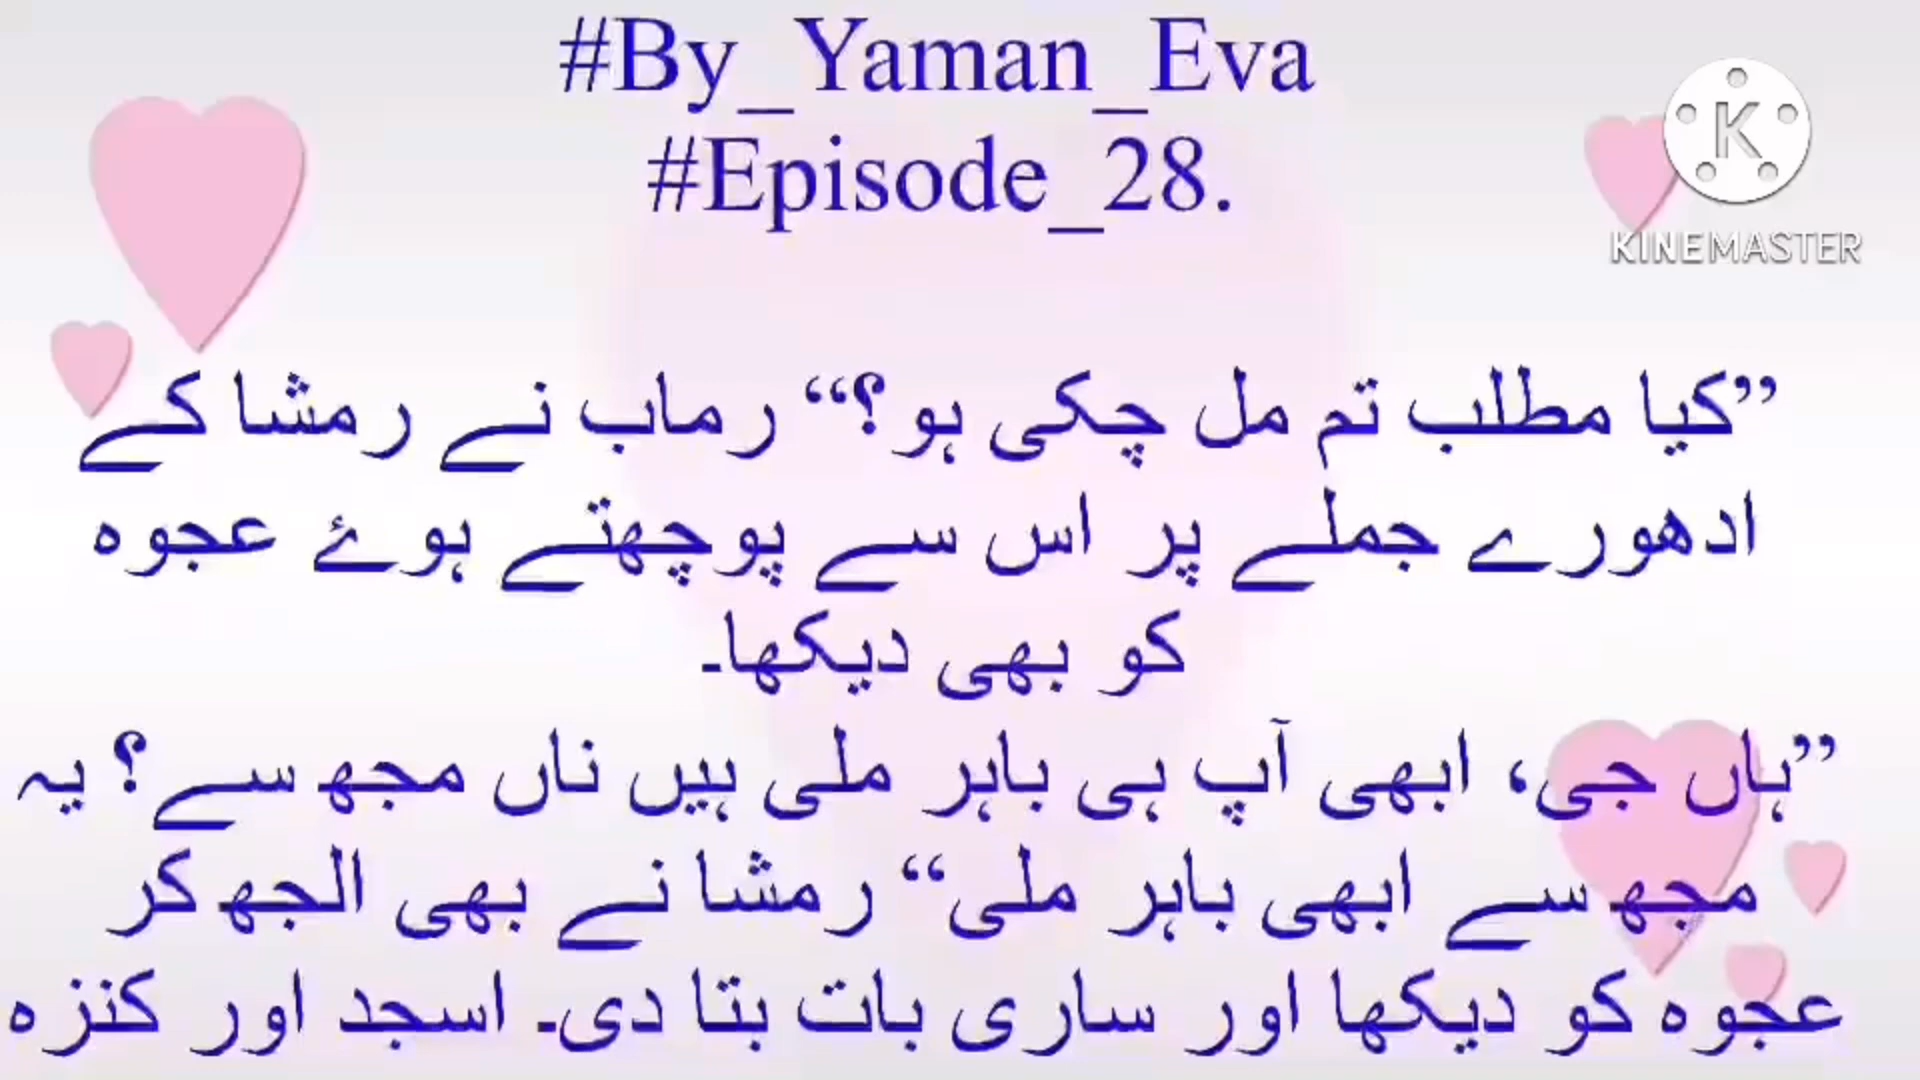 #By_Yaman_Eva
#Episode_28.
K
KINEMASTER
”کیا مطلب تم مل چکی ہو؟“ رماب نے رمشا کے
ادھورے جملے پر اس سے پوچھتے ہوۓ عجوہ
کو بھی دیکھا۔
”ہاں جی، ابھی آپ ہی باہر ملی ہیں ناں مجھ سے؟ یہ
مجھ سے ابھی باہر ملی“ رمشا نے بھی الجھ کر
عجوہ کو دیکھا اور ساری بات بتا دی۔ اسجد اور کنزہ